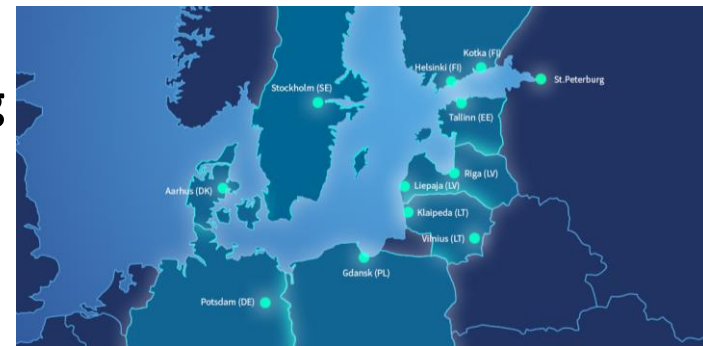 g
Kotka (FI)
Helsinki (FI)
St.Peterburg
Stockholm (SE)
Tallinn (EE)
Riga (LV)
Aarhus (DK)
Liepaja (LV)
Klaipeda (LT)
Vilnius (LT)
Gdansk (PL)
Potsdam (DE)